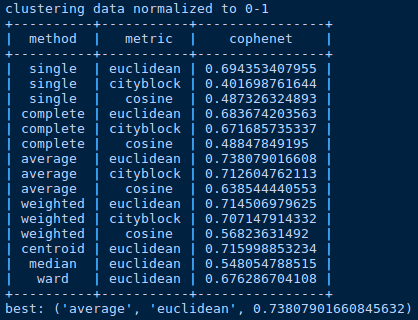 clustering data normalized to 0-1
+----------+-----------+----------------+
| method | metric | cophenet |
+----------+-----------+----------------+
| single | euclidean | 0.694353407955 |
| single | cityblock | 0.401698761644 |
| single | cosine | 0.487326324893 |
| complete | euclidean | 0.683674203563 |
| complete | cityblock | 0.671685735337 |
| complete | cosine | 0.48847849195 |
| average | euclidean | 0.738079016608 |
| average | cityblock | 0.712604762113 |
| average | cosine | 0.638544440553 |
| weighted | euclidean | 0.714506979625 |
| weighted | cityblock | 0.707147914332 |
| weighted | cosine | 0.56823631492 |
| centroid | euclidean | 0.715998853234 |
| median | euclidean | 0.548054788515 |
| ward | euclidean | 0.676286704108 |
+----------+-----------+----------------+
best: ('average', 'euclidean', 0.73807901660845632)